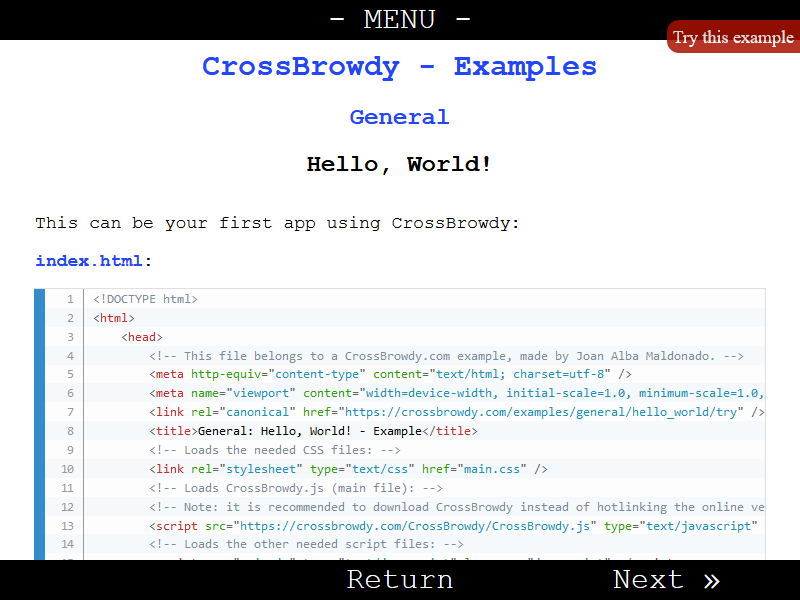 - MENU -
Try this example
CrossBrowdy - Examples
General
Hello, World!
This can be your first app using CrossBrowdy:
index.html:
1 <!DOCTYPE html>
2 <html>
3 <head>
4 <!-- This file belongs to a CrossBrowdy.com example, made by Joan Alba Maldonado. -->
5 <meta http-equiv="content-type" content="text/html; charset=utf-8" />
6 <meta name="viewport" content="width=device-width, initial-scale=1.0, minimum-scale=1.0,
7 <link rel="canonical" href="https://crossbrowdy.com/examples/general/hello_world/try" />
8 <title>General: Hello, World! - Example</title>
9 <!-- Loads the needed CSS files: -->
10 <link rel="stylesheet" type="text/css" href="main.css" />
11 <!-- Loads CrossBrowdy.js (main file): -->
12 <!-- Note: it is recommended to download CrossBrowdy instead of hotlinking the online ve
13 <script src="https://crossbrowdy.com/CrossBrowdy/CrossBrowdy.js" type="text/javascript"
14 <!-- Loads the other needed script files: -->
Return
Next »